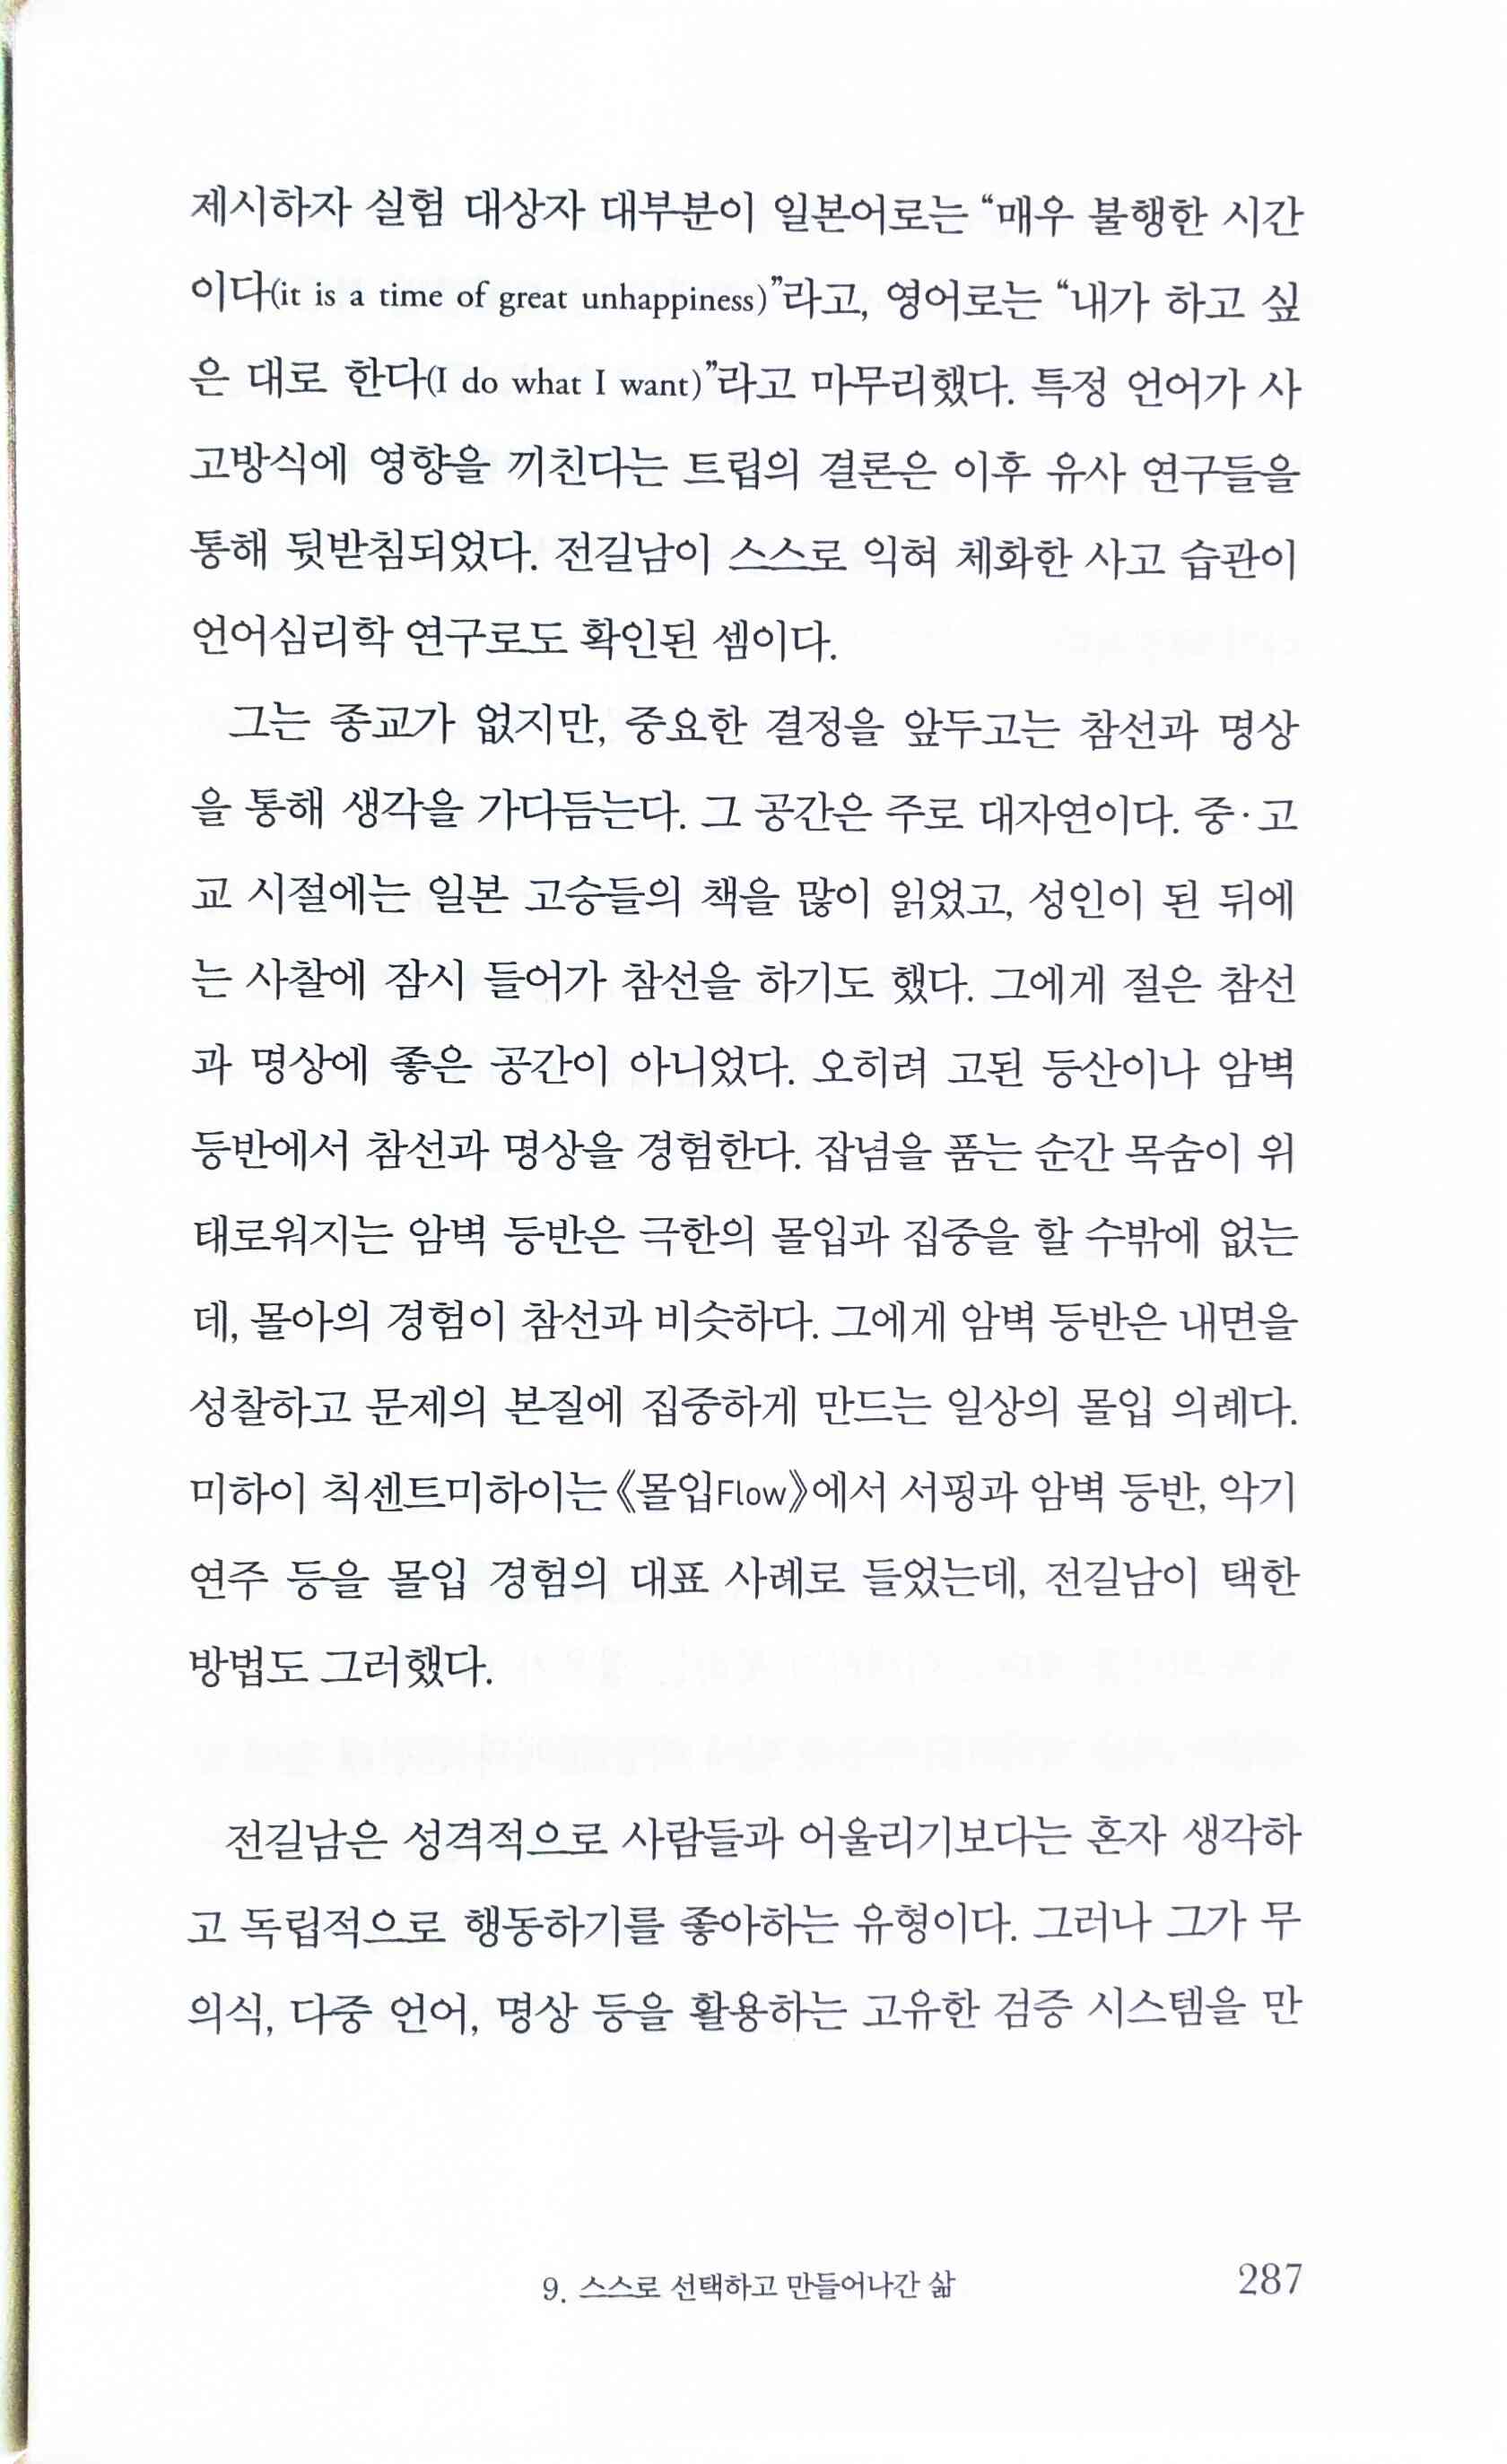 제시하자 실험 대상자 대부분이 일본어로는 “매우 불행한 시간
이다(it is a time of great unhappiness)”라고, 영어로는 “내가 하고 싶
은 대로 한다(I do what I want)”라고 마무리했다. 특정 언어가 사
고방식에 영향을 끼친다는 트립의 결론은 이후 유사 연구들을
통해 뒷받침되었다. 전길남이 스스로 익혀 체화한 사고 습관이
언어심리학 연구로도 확인된 셈이다.
그는 종교가 없지만, 중요한 결정을 앞두고는 참선과 명상
을 통해 생각을 가다듬는다. 그 공간은 주로 대자연이다. 중·고
교 시절에는 일본 고승들의 책을 많이 읽었고, 성인이 된 뒤에
는 사찰에 잠시 들어가 참선을 하기도 했다. 그에게 절은 참선
과 명상에 좋은 공간이 아니었다. 오히려 고된 등산이나 암벽
등반에서 참선과 명상을 경험한다. 잡념을 품는 순간 목숨이 위
태로워지는 암벽 등반은 극한의 몰입과 집중을 할 수밖에 없는
데, 몰아의 경험이 참선과 비슷하다. 그에게 암벽 등반은 내면을
성찰하고 문제의 본질에 집중하게 만드는 일상의 몰입 의례다.
미하이 칙센트미하이는 《몰입Flow》에서 서핑과 암벽 등반, 악기
연주 등을 몰입 경험의 대표 사례로 들었는데, 전길남이 택한
방법도 그러했다.
전길남은 성격적으로 사람들과 어울리기보다는 혼자 생각하
고 독립적으로 행동하기를 좋아하는 유형이다. 그러나 그가 무
의식, 다중 언어, 명상 등을 활용하는 고유한 검증 시스템을 만
9. 스스로 선택하고 만들어나간 삶 287